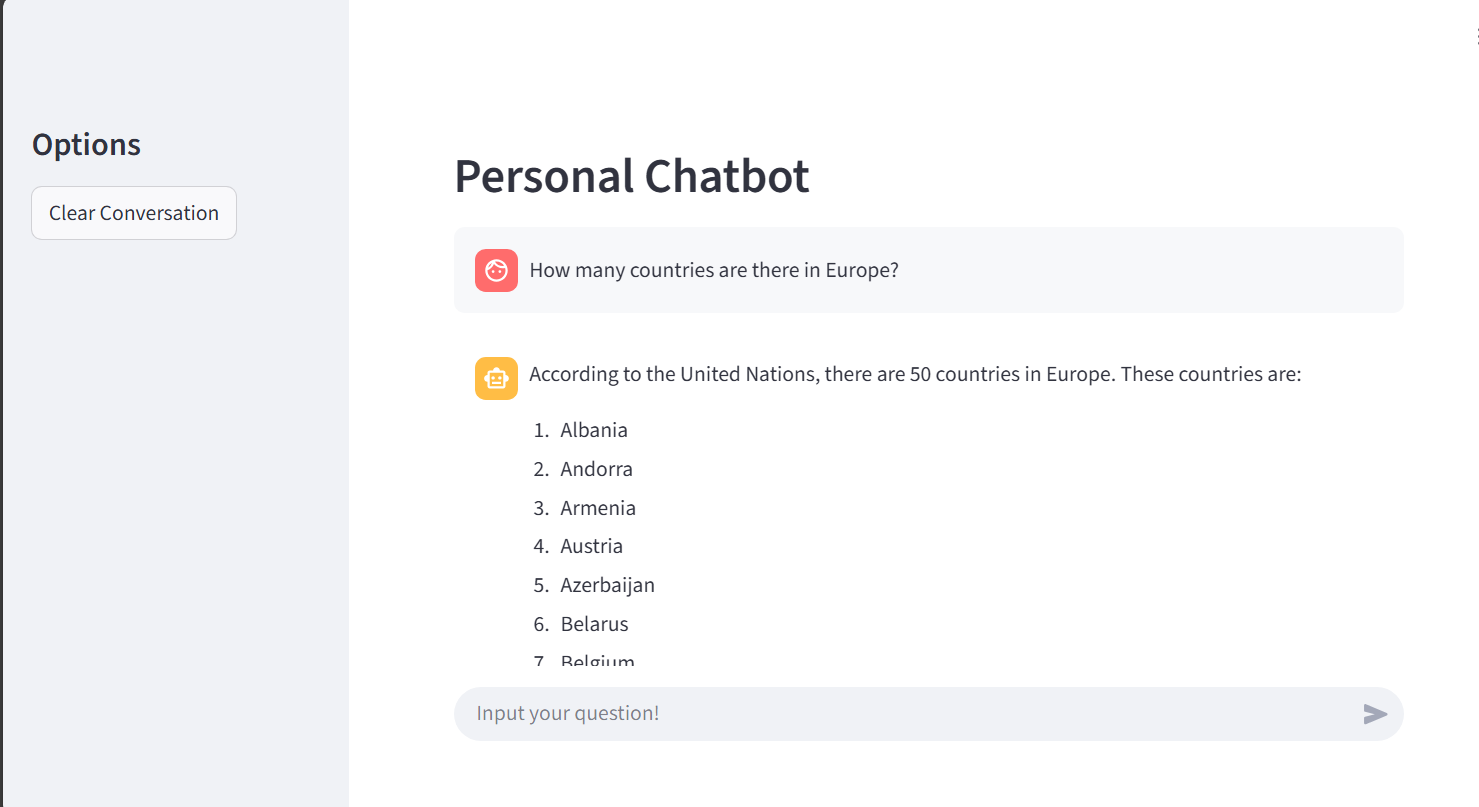 Options
Clear Conversation
Personal Chatbot
How many countries are there in Europe?
According to the United Nations, there are 50 countries in Europe. These countries are:
1. Albania
2. Andorra
3. Armenia
4. Austria
5. Azerbaijan
6. Belarus
7. Belgium
Input your question!